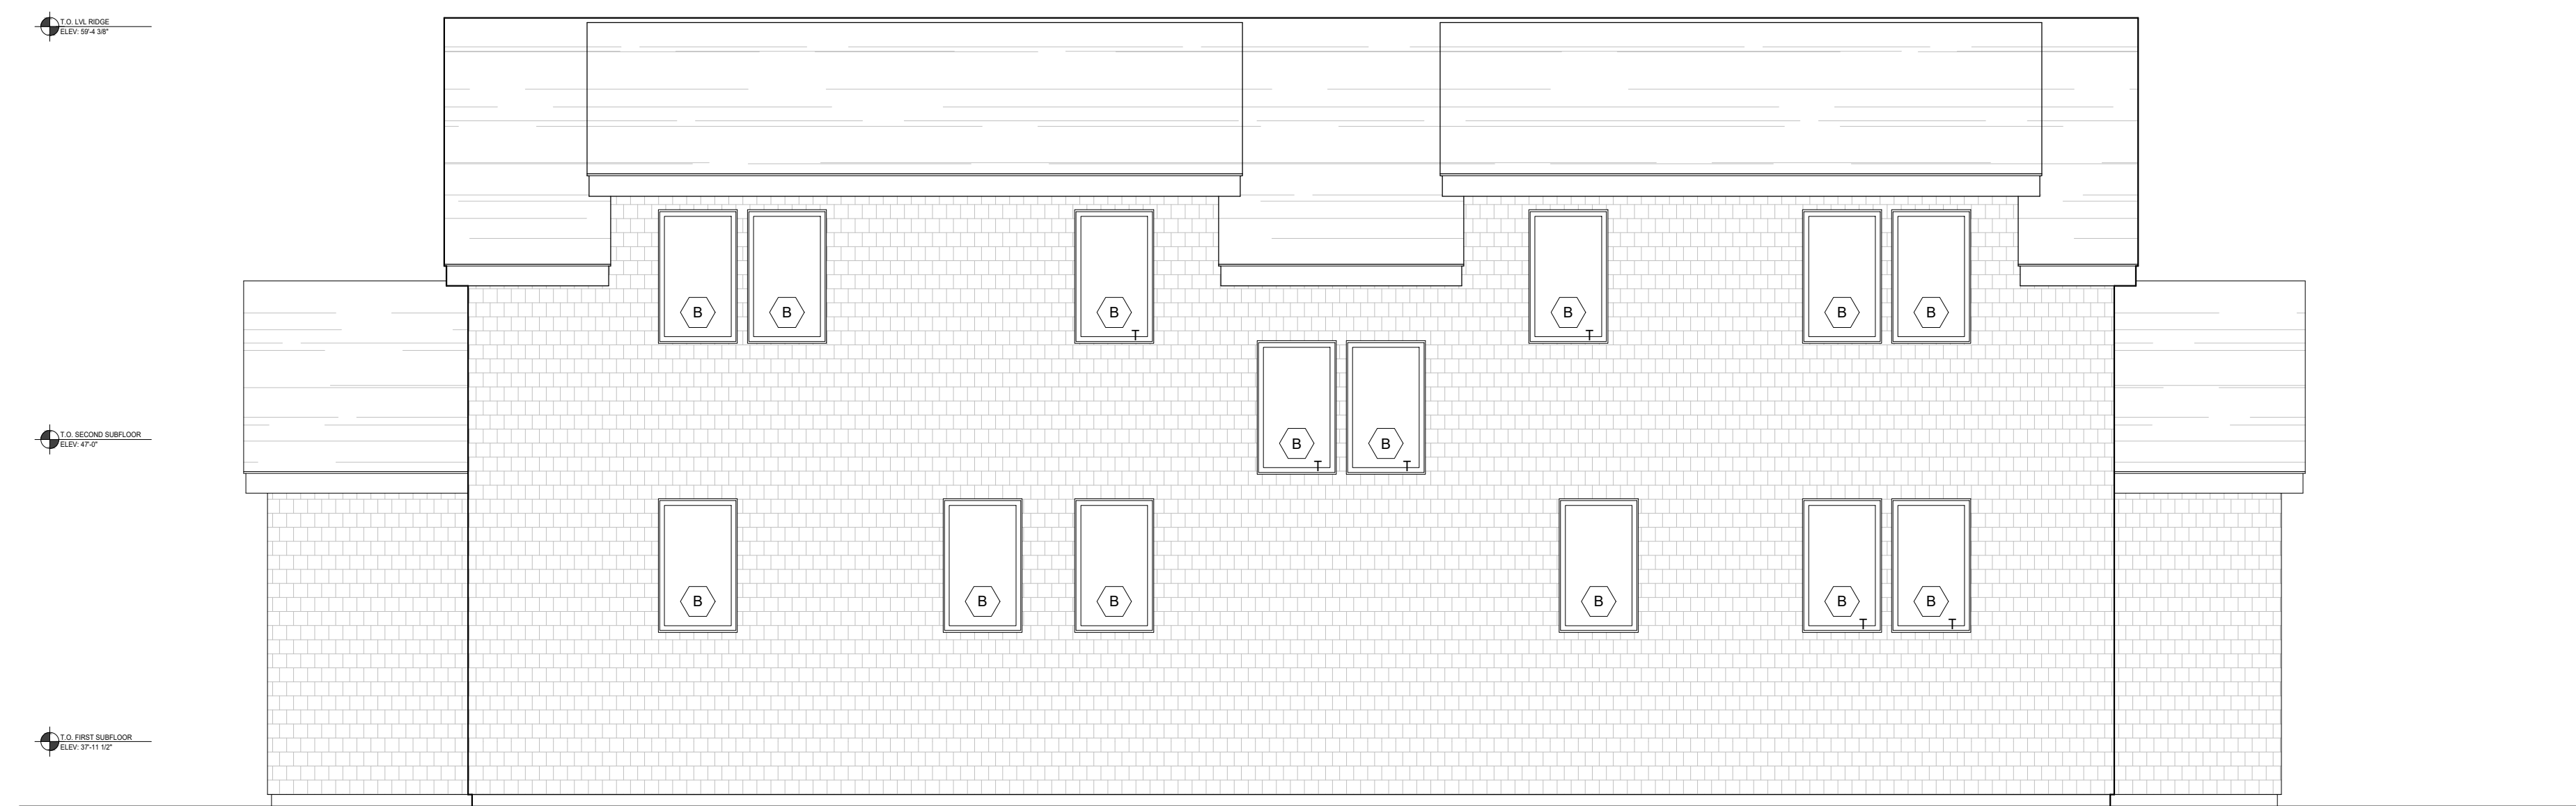 T.O. LVL RIDGE
ELEV: 59'-4 3/8"
B B B T B T B B
T.O. SECOND SUBFLOOR
ELEV: 47'-0"
B T B T
B B B B B T B T
T.O. FIRST SUBFLOOR
ELEV: 37'-11 1/2"